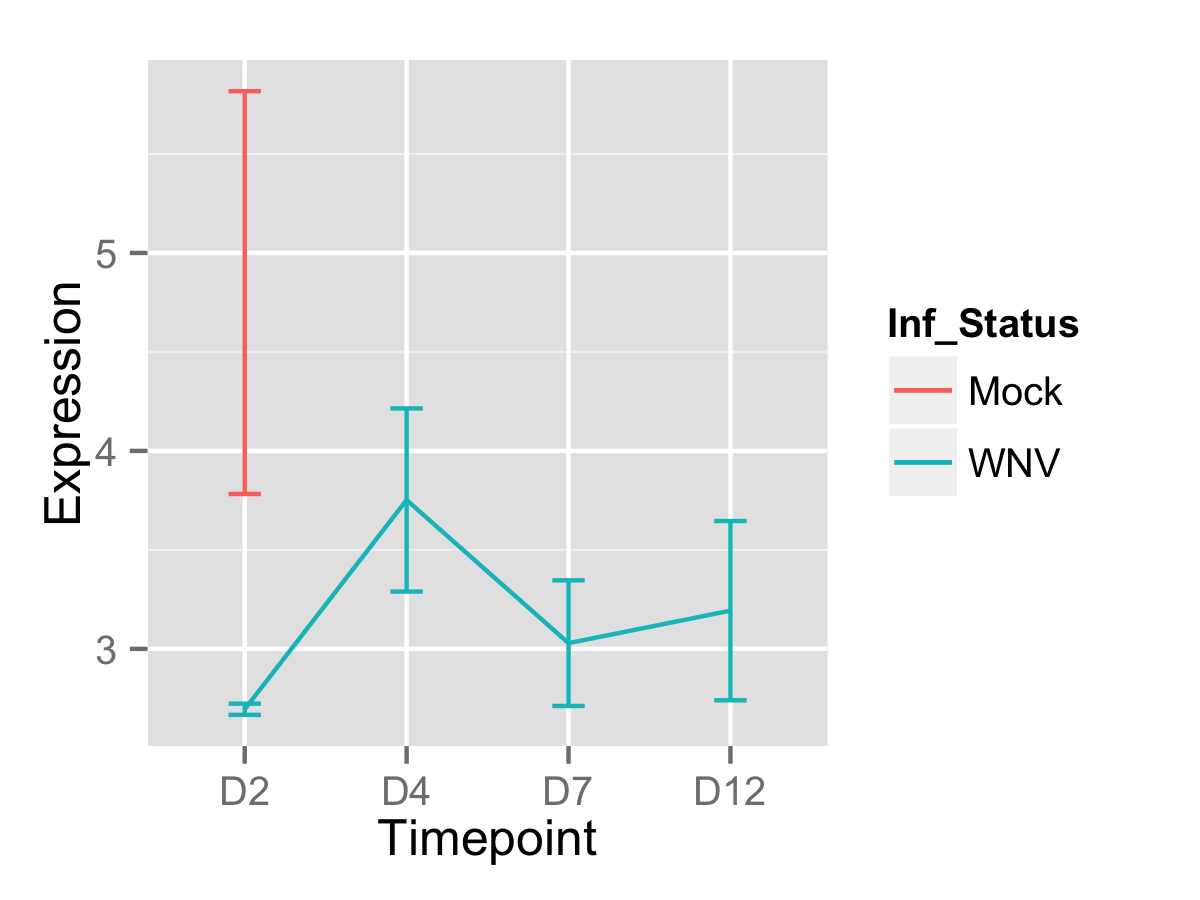 Expression
5
4
3
D2 D4 D7 D12
Timepoint
Inf_Status
Mock
WNV